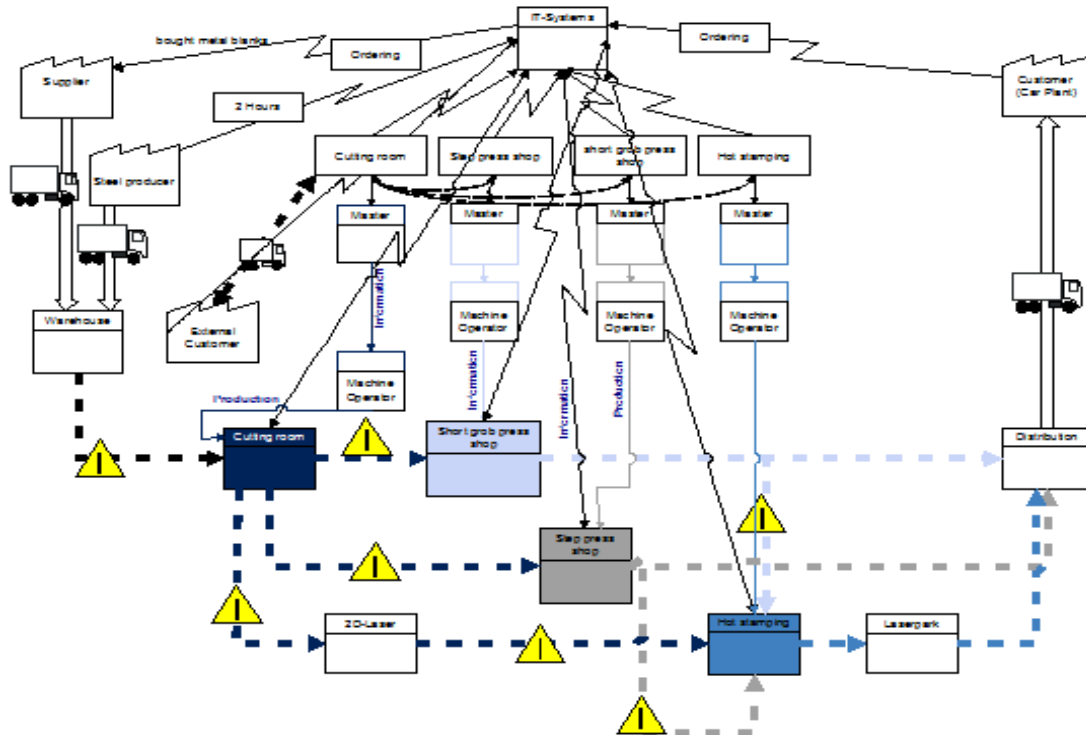 IT-Systems
bought metal blanks
Ordering
Ordering
Supplier
Customer
(Car Plant)
2 Hours
Steel producer
Cutting room
Step press shop
short grob press
shop
Hot stamping
Master
Master
Master
Master
Information
Warehouse
External
Customer
Machine
Operator
Machine
Operator
Machine
Operator
Machine
Operator
Information
Information
Production
Production
Cutting room
Short grob press
shop
Distribution
Step press
shop
2D-Laser
Hot stamping
Laserpark
I
I
I
I
I
I
I